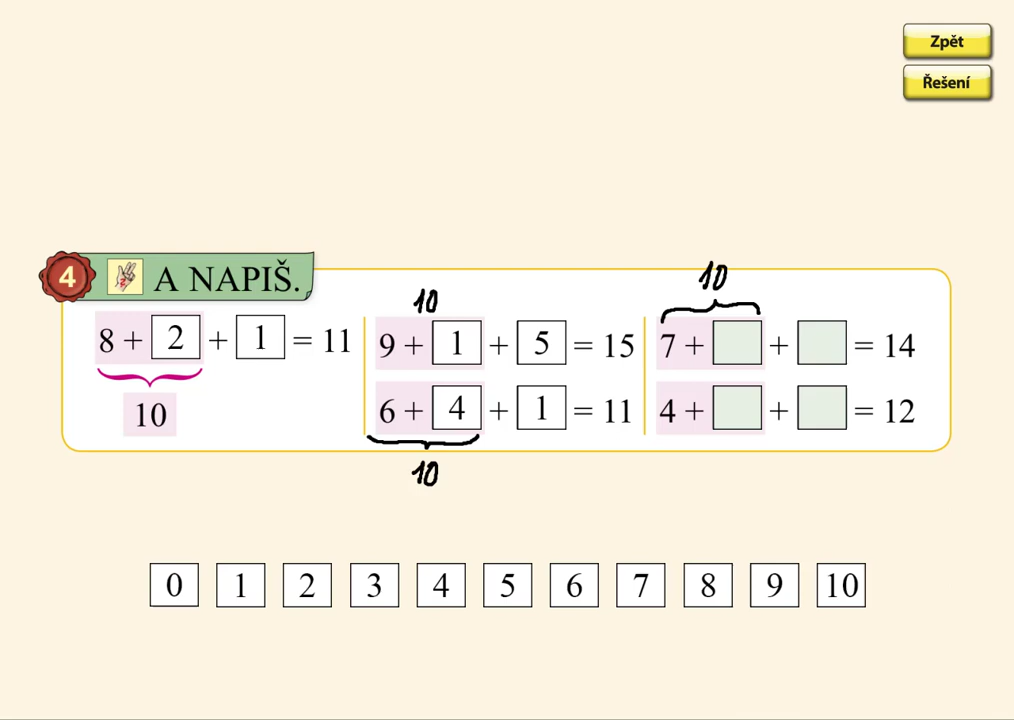 Zpět
Řešení
4 A NAPIŠ.
10 10
8 + 2 + 1 = 11 9 + 1 + 5 = 15 7 + + = 14
10 6 + 4 + 1 = 11 4 + + = 12
10
0 1 2 3 4 5 6 7 8 9 10